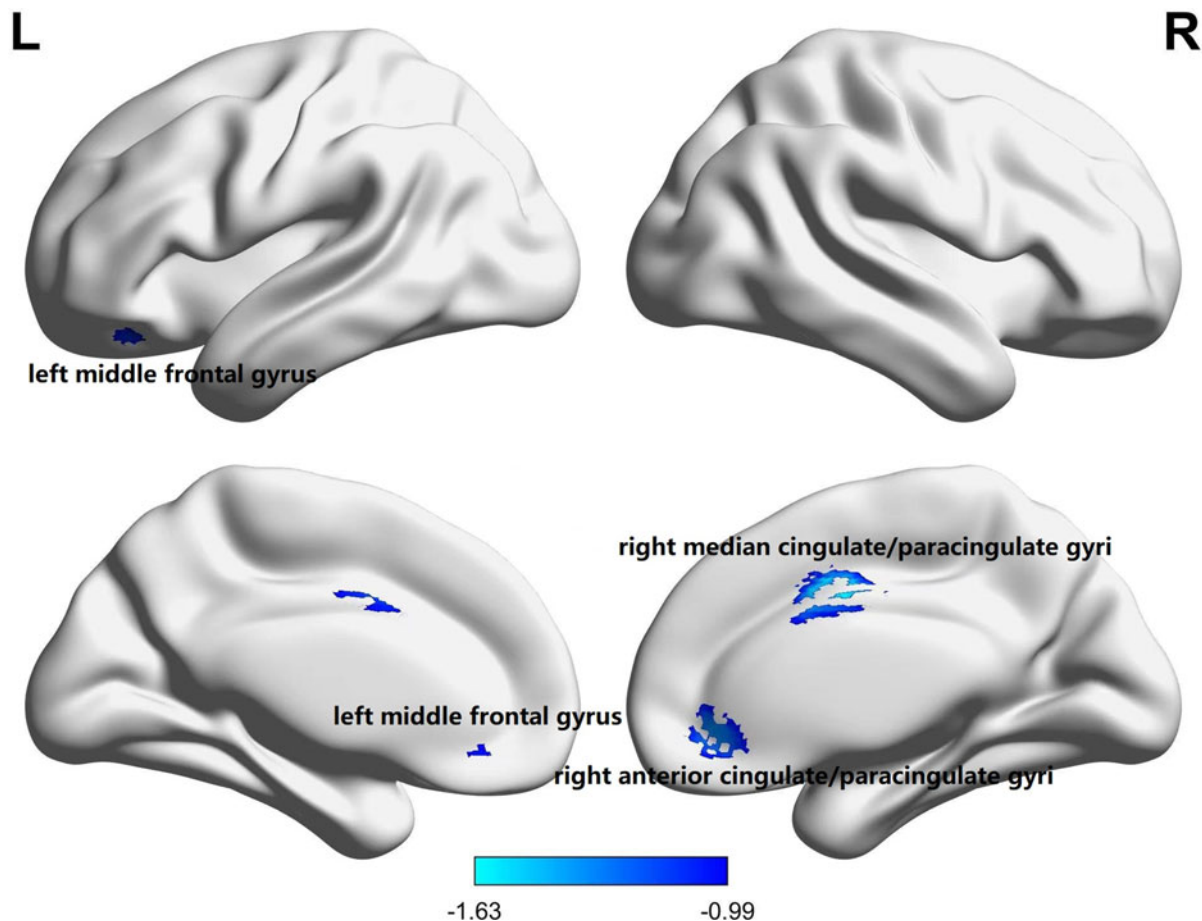 L
R
left middle frontal gyrus
right median cingulate/paracingulate gyri
left middle frontal gyrus
right anterior cingulate/paracingulate gyri
-1.63
-0.99